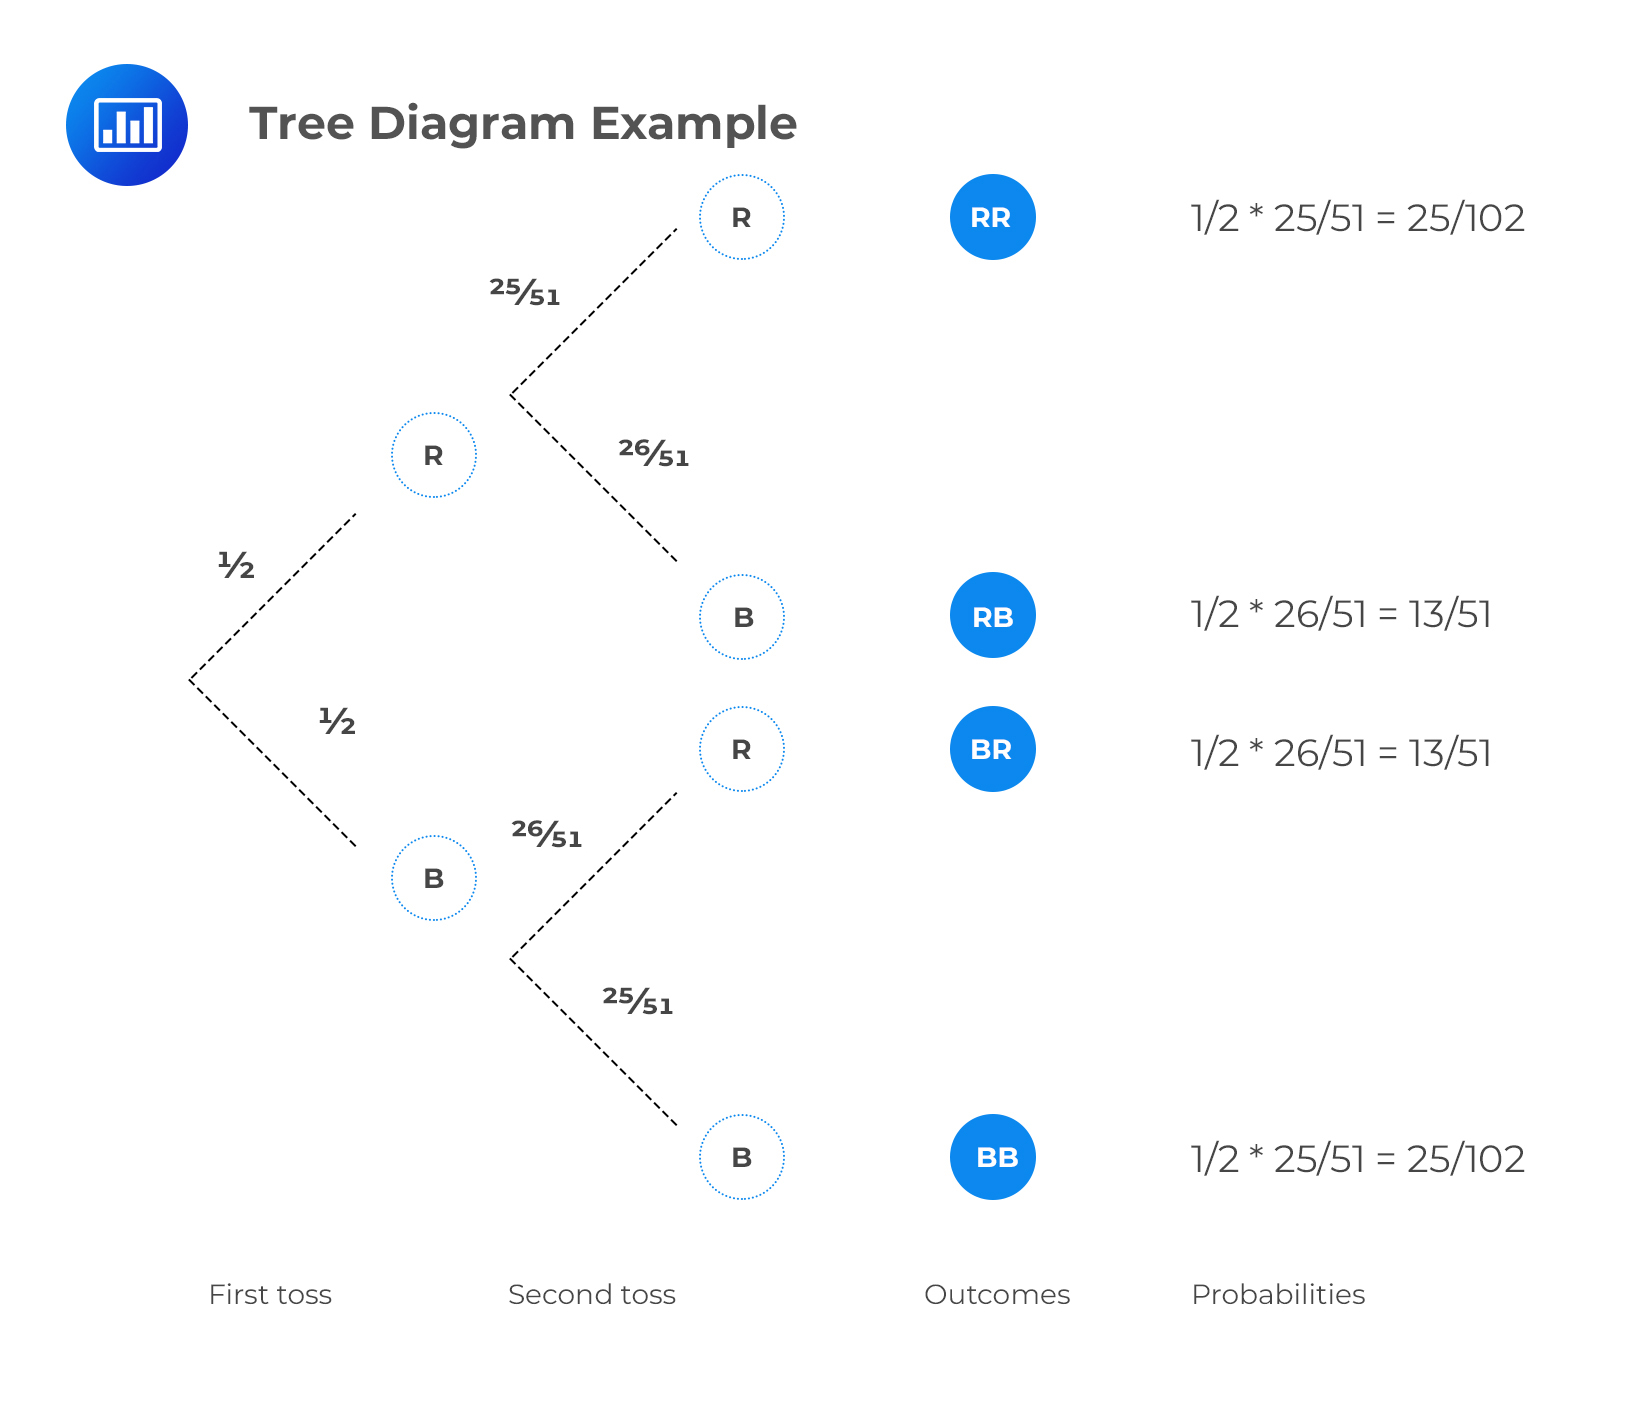 Tree Diagram Example
R
RR
1/2 * 25/51 = 25/102
²⁵⁄₅₁
²⁶⁄₅₁
R
½
B
RB
1/2 * 26/51 = 13/51
½
R
BR
1/2 * 26/51 = 13/51
²⁶⁄₅₁
B
²⁵⁄₅₁
B
BB
1/2 * 25/51 = 25/102
First toss
Second toss
Outcomes
Probabilities